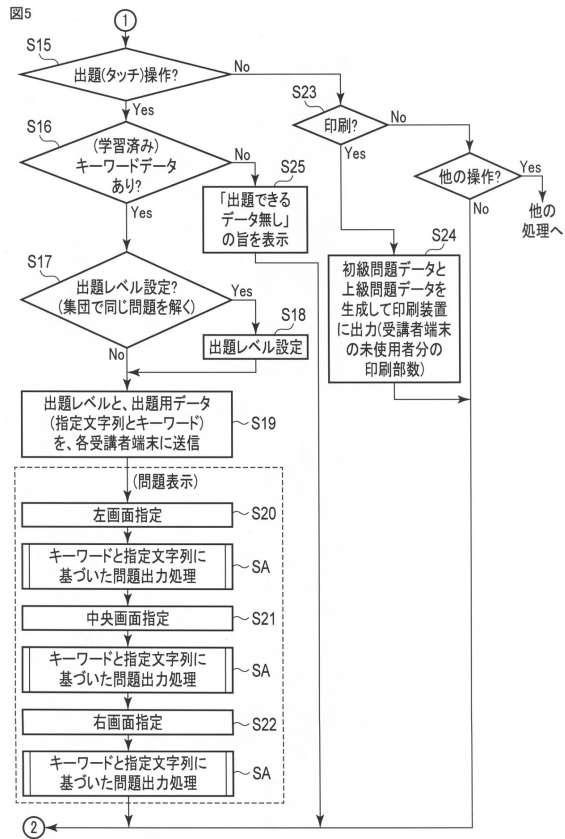 図5
1
S15
出題(タッチ)操作?
No
Yes
S16
(学習済み)
キーワードデータ
あり?
No
Yes
S25
「出題できる
データ無し」
の旨を表示
S23
印刷?
No
Yes
他の操作?
Yes
No
他の
処理へ
S24
初級問題データと
上級問題データを
生成して印刷装置
に出力(受講者端末
の未使用者分の
印刷部数)
S17
出題レベル設定?
(集団で同じ問題を解く)
Yes
No
S18
出題レベル設定
出題レベルと、出題用データ
(指定文字列とキーワード)
を、各受講者端末に送信
S19
(問題表示)
左画面指定
S20
キーワードと指定文字列に
基づいた問題出力処理
SA
中央画面指定
S21
キーワードと指定文字列に
基づいた問題出力処理
SA
右画面指定
S22
キーワードと指定文字列に
基づいた問題出力処理
SA
2